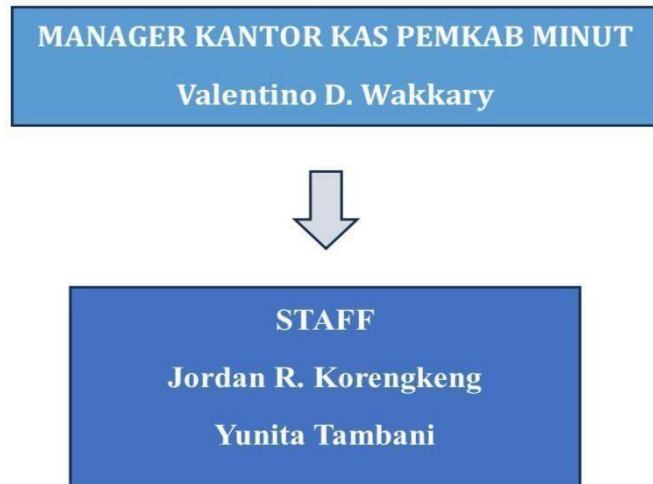 MANAGER KANTOR KAS PEMKAB MINUT
Valentino D. Wakkary
STAFF
Jordan R. Korengkeng
Yunita Tambani